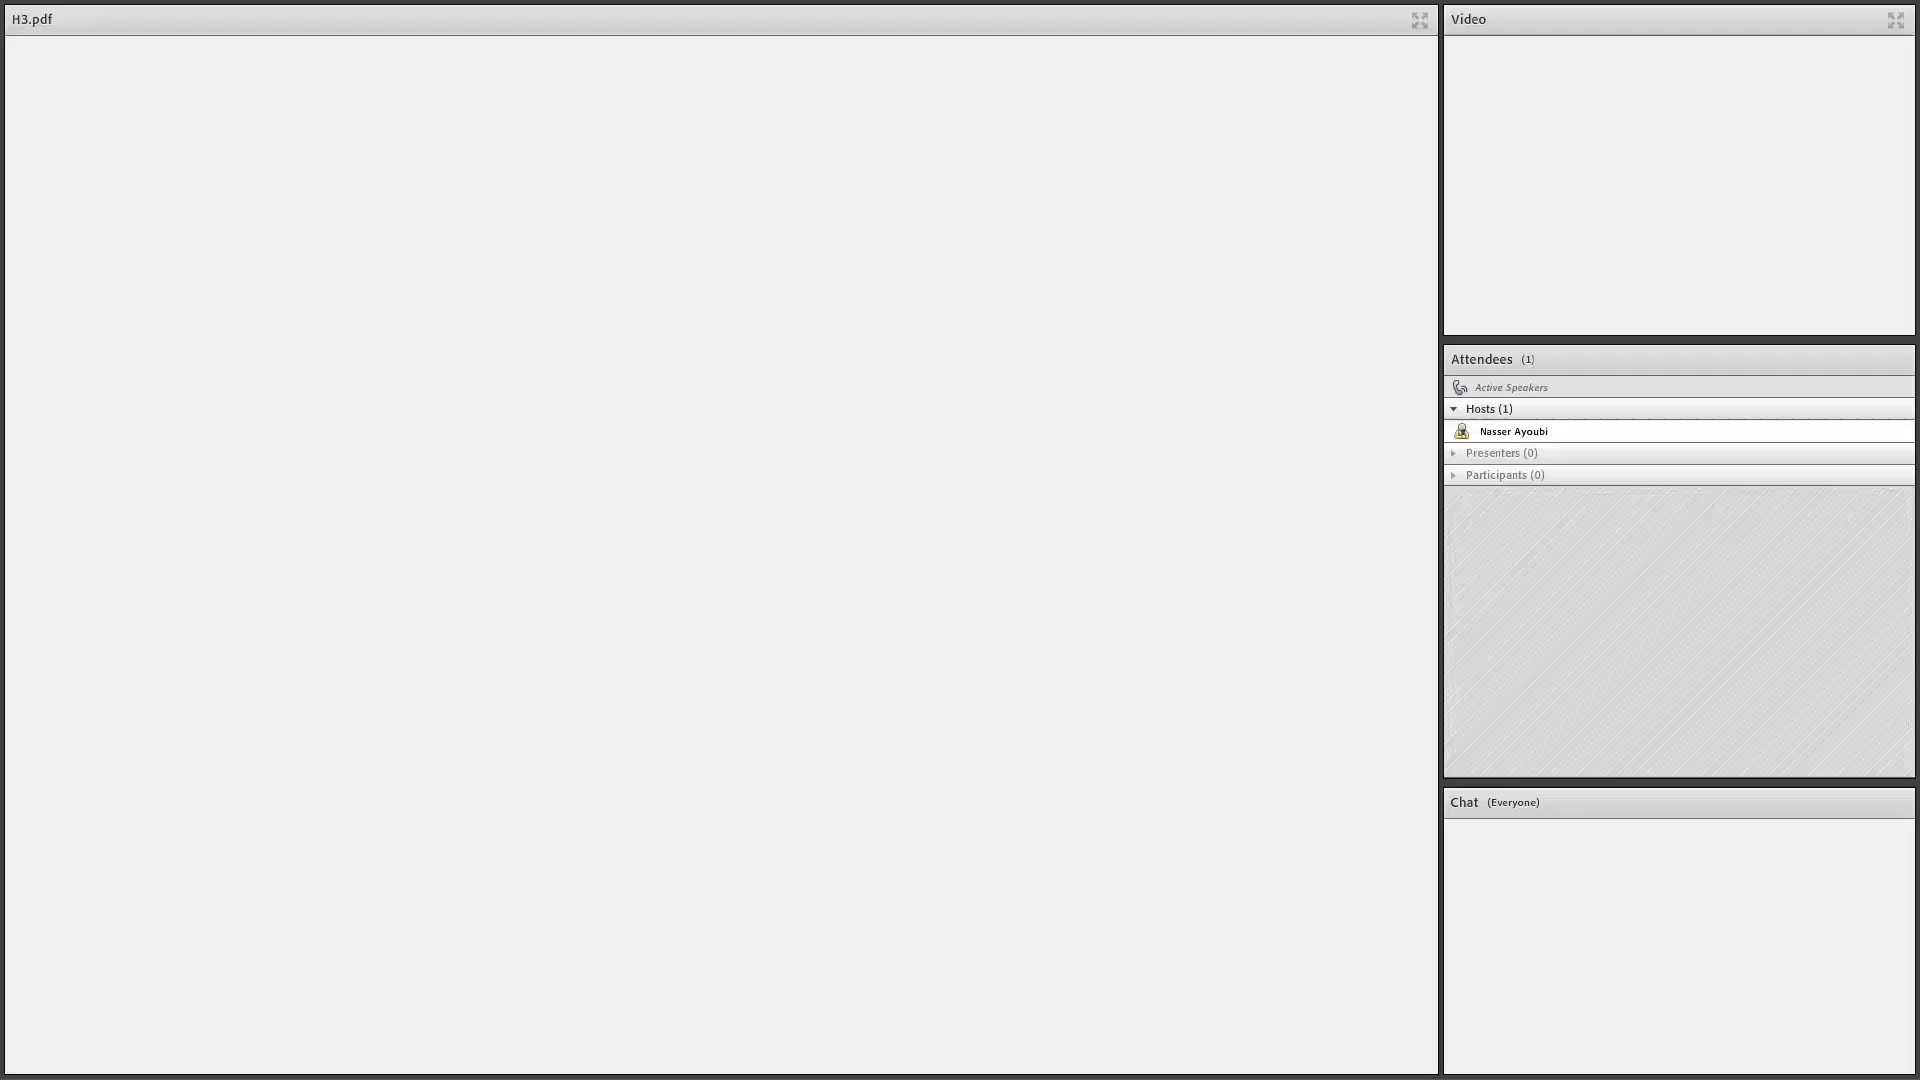 H3.pdf
Video
Attendees (1)
Active Speakers
Hosts (1)
Nasser Ayoubi
Presenters (0)
Participants (0)
Chat (Everyone)